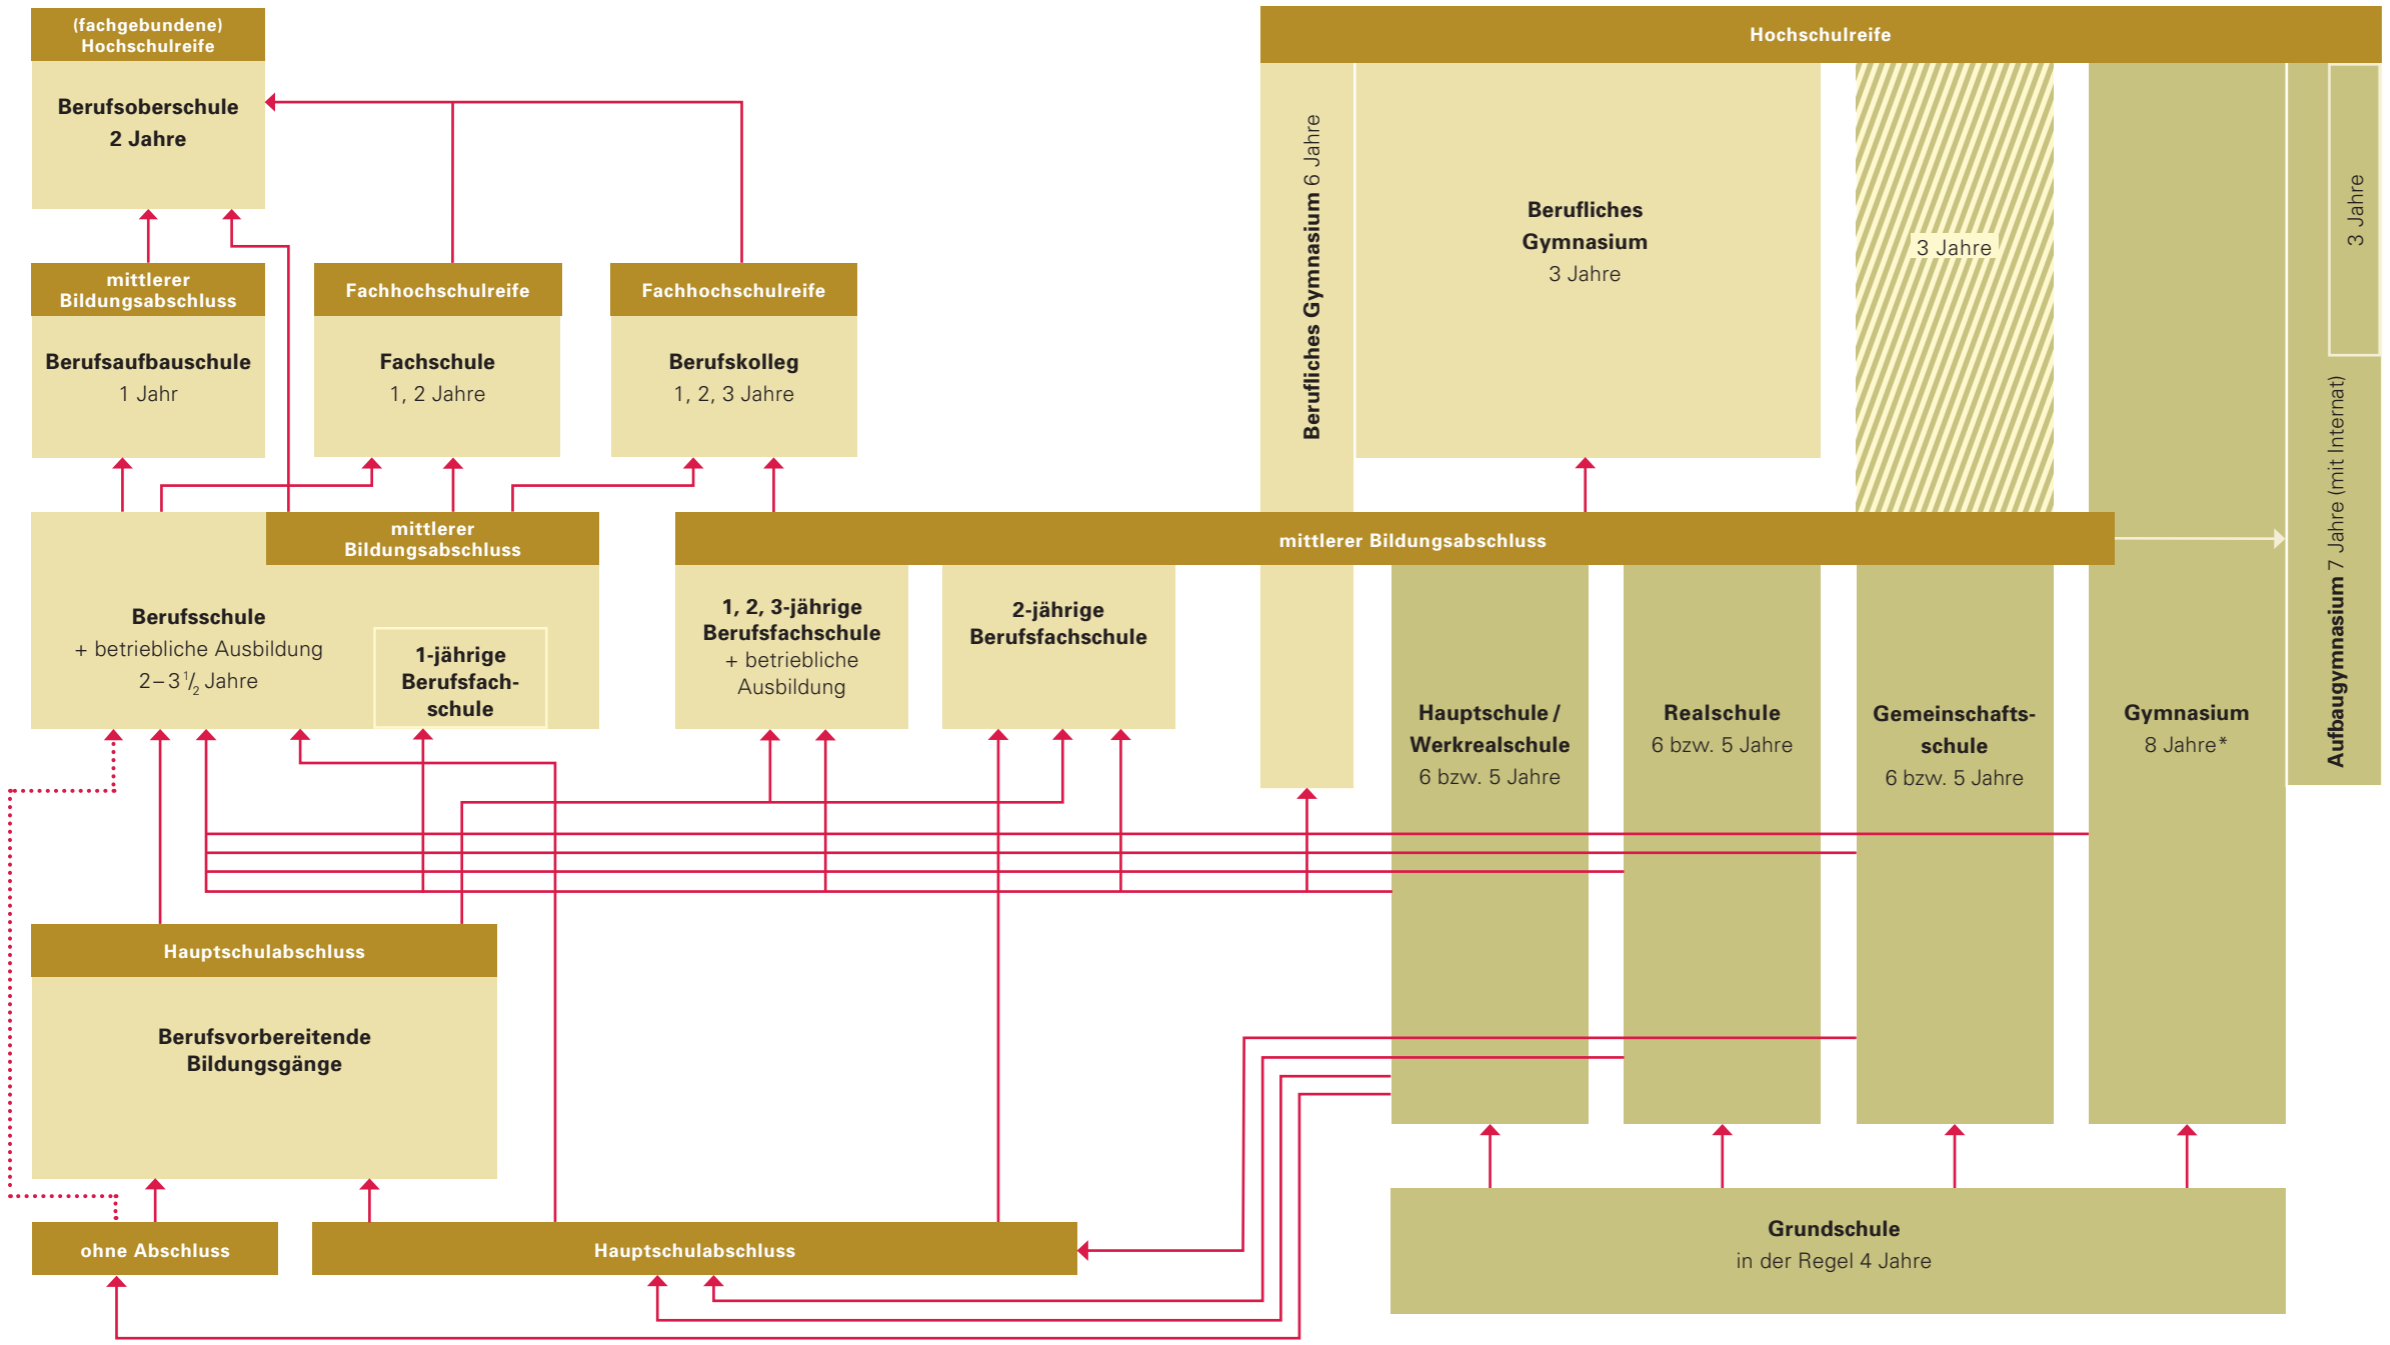 (fachgebundene)
Hochschulreife
Berufsoberschule
2 Jahre
Hochschulreife
Berufliches Gymnasium 6 Jahre
Berufliches
Gymnasium
3 Jahre
3 Jahre
3 Jahre
Aufbaugymnasium 7 Jahre (mit Internat)
mittlerer
Bildungsabschluss
Berufsaufbauschule
1 Jahr
Fachhochschulreife
Fachschule
1, 2 Jahre
Fachhochschulreife
Berufskolleg
1, 2, 3 Jahre
mittlerer
Bildungsabschluss
Berufsschule
+ betriebliche Ausbildung
2–3 1/2 Jahre
1-jährige
Berufsfach-
schule
mittlerer Bildungsabschluss
1, 2, 3-jährige
Berufsfachschule
+ betriebliche
Ausbildung
2-jährige
Berufsfachschule
Hauptschule /
Werkrealschule
6 bzw. 5 Jahre
Realschule
6 bzw. 5 Jahre
Gemeinschafts-
schule
6 bzw. 5 Jahre
Gymnasium
8 Jahre*
Hauptschulabschluss
Berufsvorbereitende
Bildungsgänge
ohne Abschluss
Hauptschulabschluss
Grundschule
in der Regel 4 Jahre